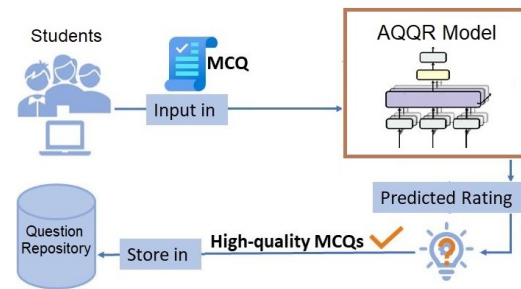 Students
MCQ
Input in
AQQR Model
Predicted Rating
?
High-quality MCQs
Store in
Question
Repository